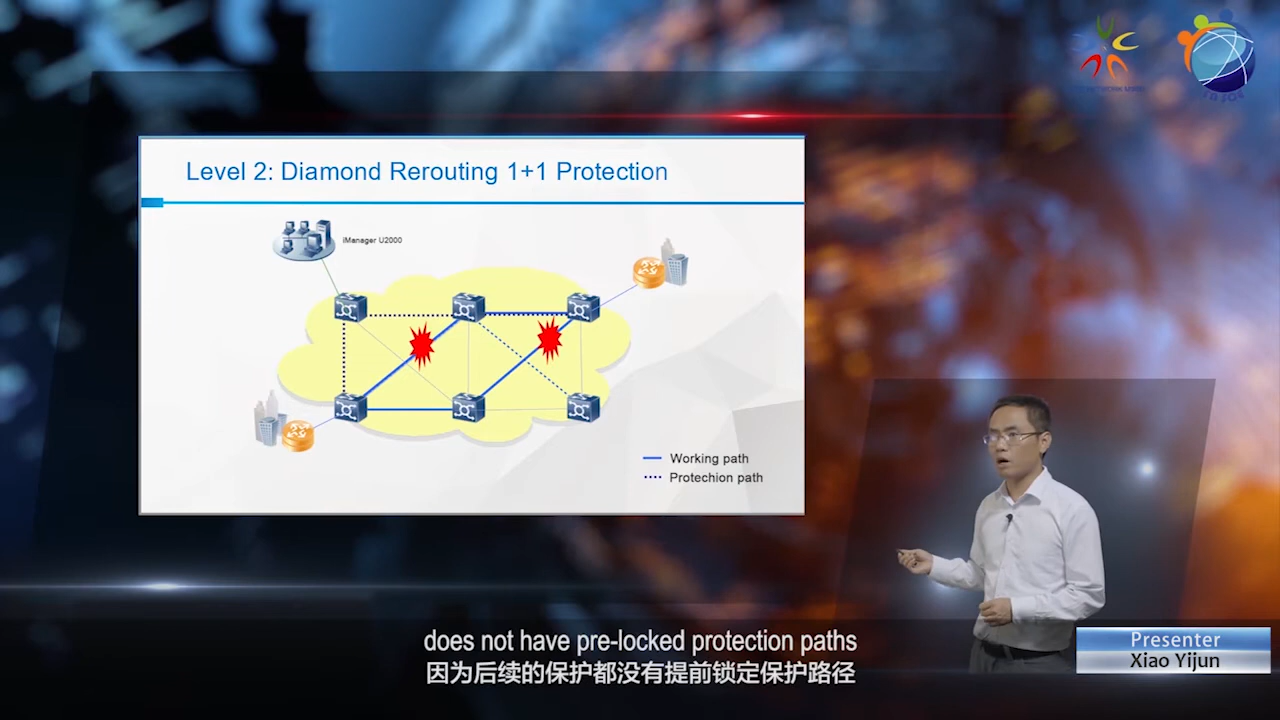 Level 2: Diamond Rerouting 1+1 Protection
iManager U2000
Working path
Protechion path
does not have pre-locked protection paths
因为后续的保护都没有提前锁定保护路径
Presenter
Xiao Yijun